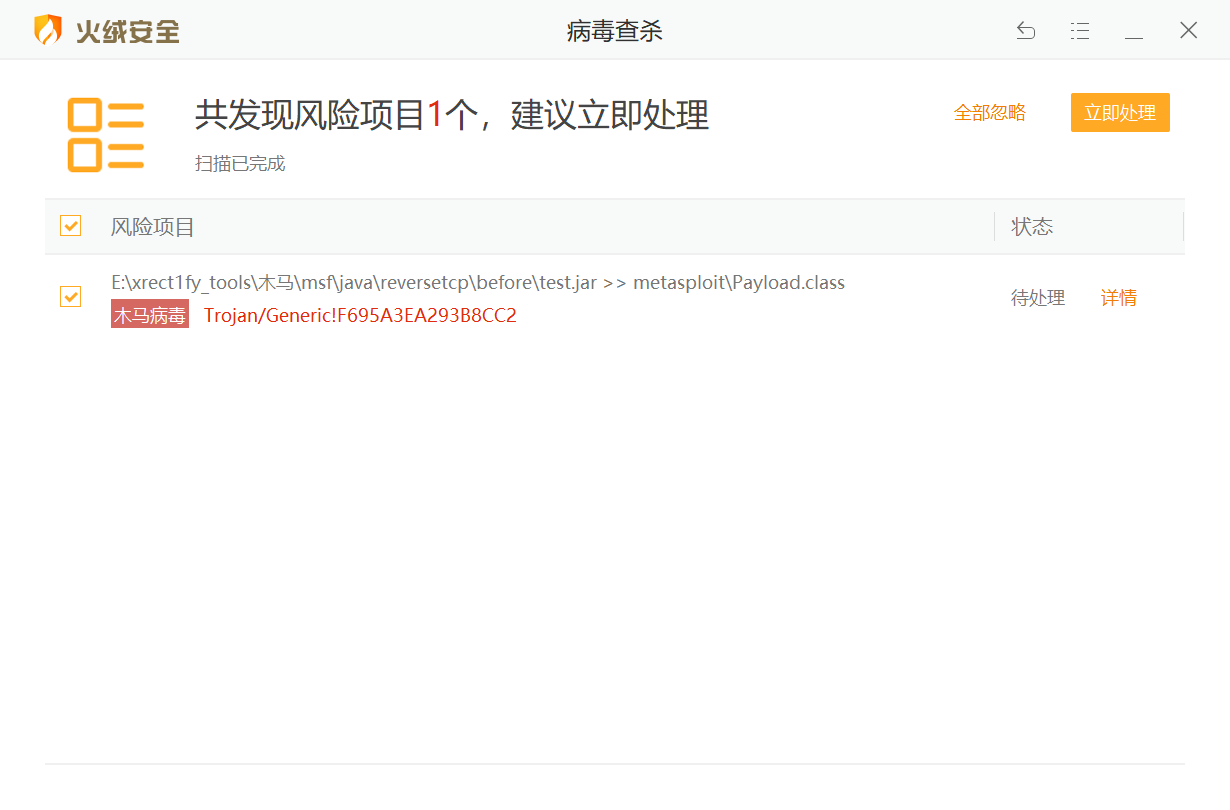 火绒安全
病毒查杀
共发现风险项目1个，建议立即处理
全部忽略
立即处理
扫描已完成
风险项目
状态
E:\xrect1fy_tools\木马\msf\java\reversetcp\before\test.jar >> metasploit\Payload.class
待处理
详情
木马病毒 Trojan/Generic!F695A3EA293B8CC2